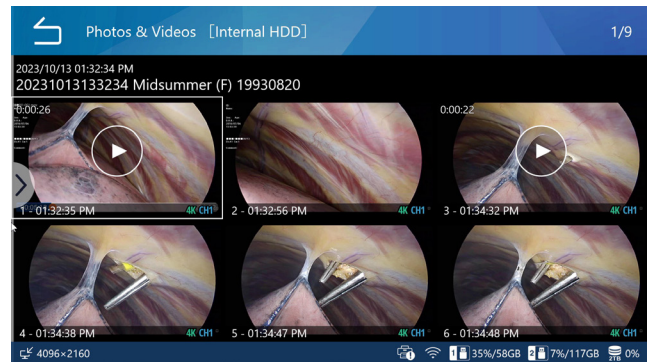 Photos & Videos [Internal HDD]
1/9
2023/10/13 01:32:34 PM
20231013133234 Midsummer (F) 19930820
0:00:26
0:00:22
1 - 01:32:35 PM 4K CH1
2 - 01:32:56 PM 4K CH1
3 - 01:34:32 PM 4K CH1
4 - 01:34:38 PM 4K CH1
5 - 01:34:47 PM 4K CH1
6 - 01:34:48 PM 4K CH1
4096×2160
1 35%/58GB 2 7%/117GB 2TB 0%